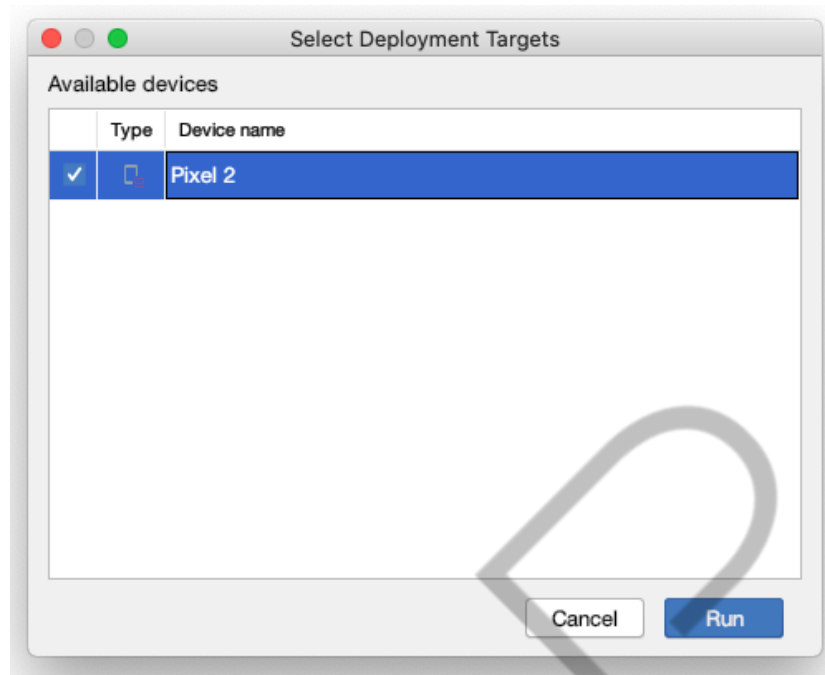 Select Deployment Targets
Available devices
Type Device name
Pixel 2
Cancel Run